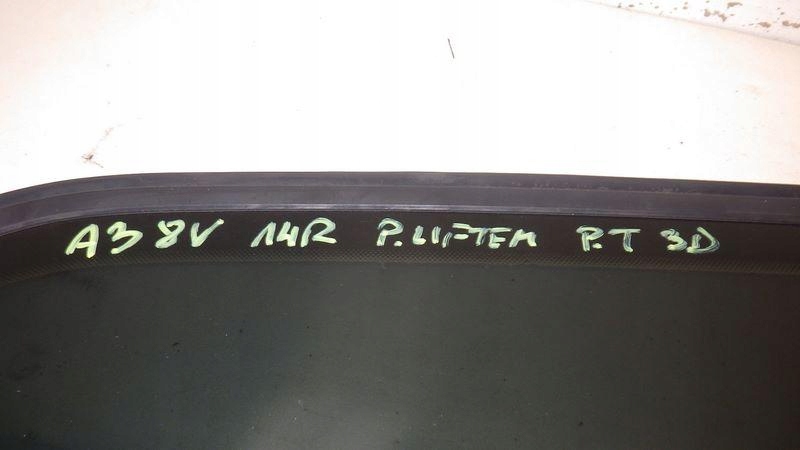 A3 8V 14R P.LIFTEM P.T 3D